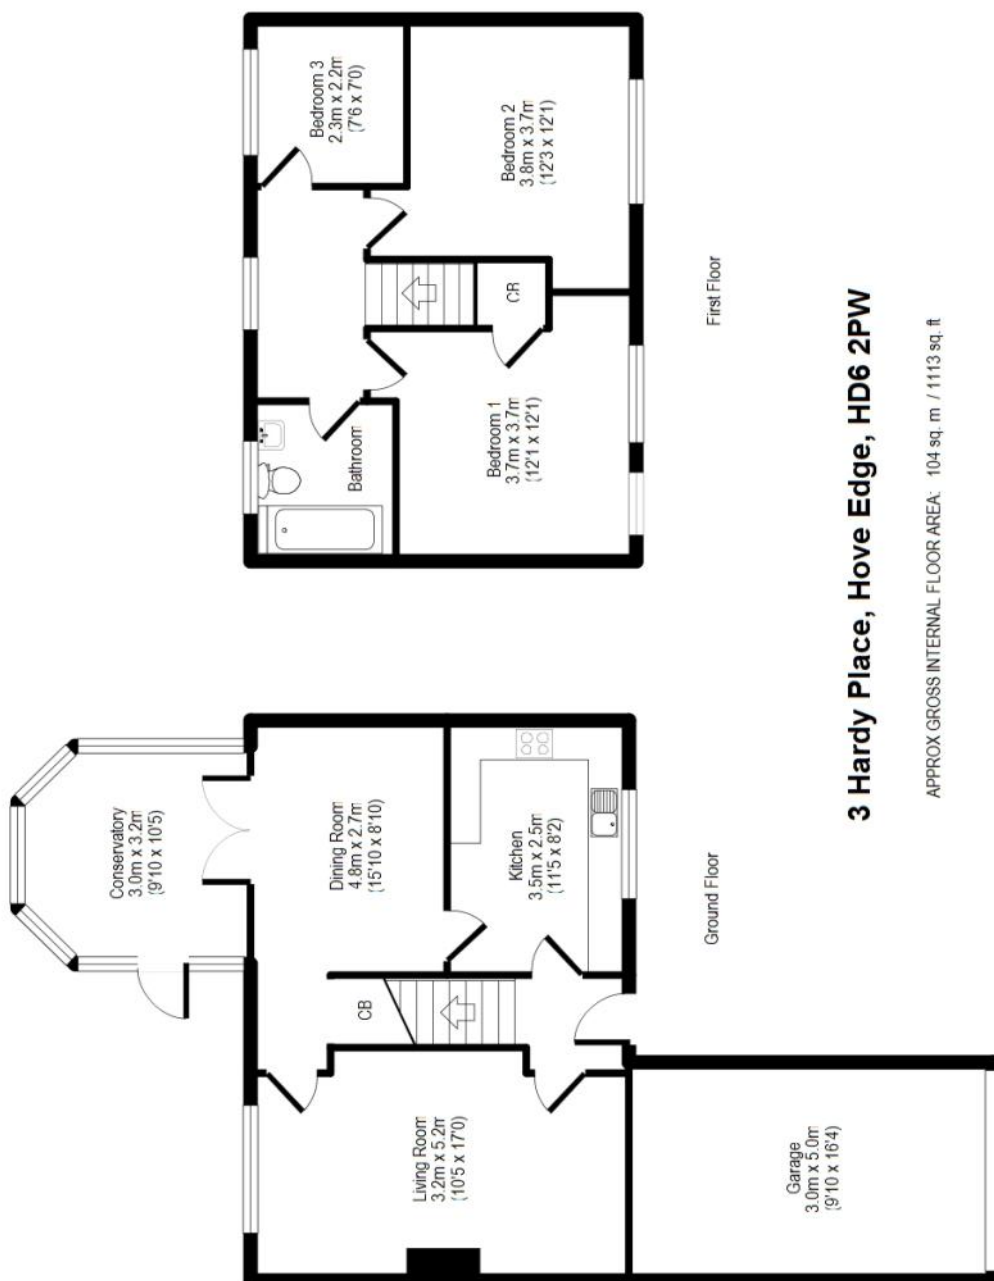 Conservatory
3.0m x 3.2m
(9'10 x 10'5)
Dining Room
4.8m x 2.7m
(15'10 x 8'10)
Kitchen
3.5m x 2.5m
(11'5 x 8'2)
CB
Living Room
3.2m x 5.2m
(10'5 x 17'0)
Garage
3.0m x 5.0m
(9'10 x 16'4)
Ground Floor
Bedroom 3
2.3m x 2.2m
(7'6 x 7'0)
Bedroom 2
3.8m x 3.7m
(12'3 x 12'1)
CB
Bathroom
Bedroom 1
3.7m x 3.7m
(12'1 x 12'1)
First Floor
3 Hardy Place, Hove Edge, HD6 2PW
APPROX GROSS INTERNAL FLOOR AREA: 104 sq. m / 1113 sq. ft